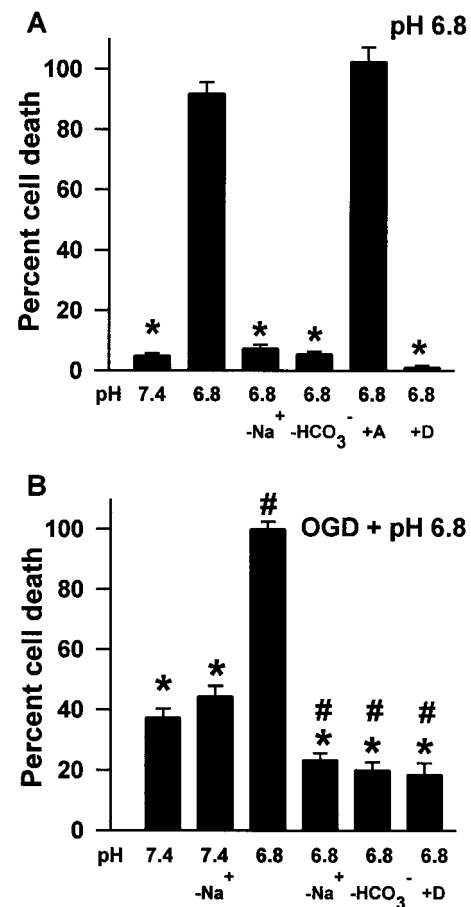 A
pH 6.8
Percent cell death
100
80
60
40
20
0
* * * *
pH 7.4 6.8 6.8 6.8 6.8 6.8
-Na+ -HCO3- +A +D
B
OGD + pH 6.8
Percent cell death
100
80
60
40
20
0
#
* *
# # #
* * *
pH 7.4 7.4 6.8 6.8 6.8 6.8
-Na+ -Na+ -HCO3- +D